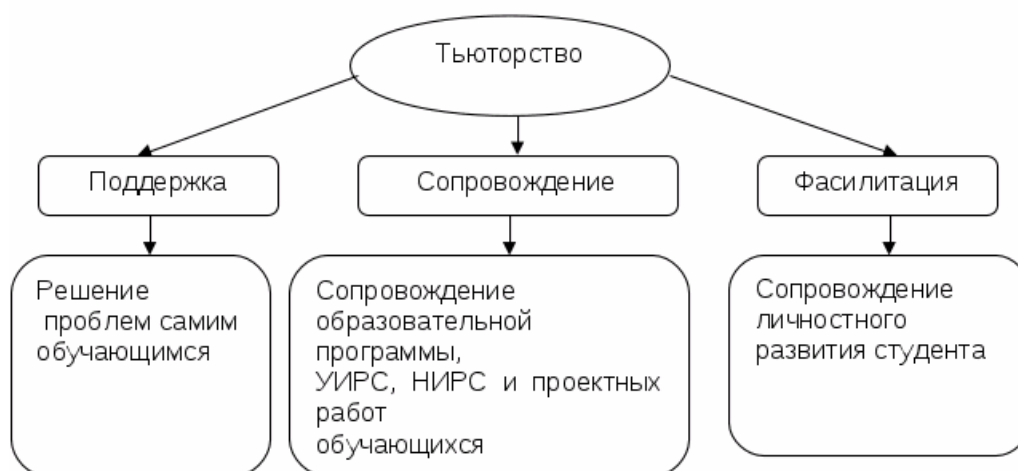 Тьюторство
Поддержка
Сопровождение
Фасилитация
Решение
проблем самим
обучающимся
Сопровождение
образовательной
программы,
УИРС, НИРС и проектных
работ
обучающихся
Сопровождение
личностного
развития студента